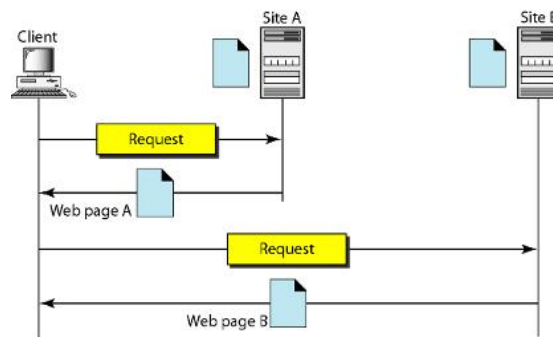 Client
Site A
Site B
Request
Web page A
Request
Web page B